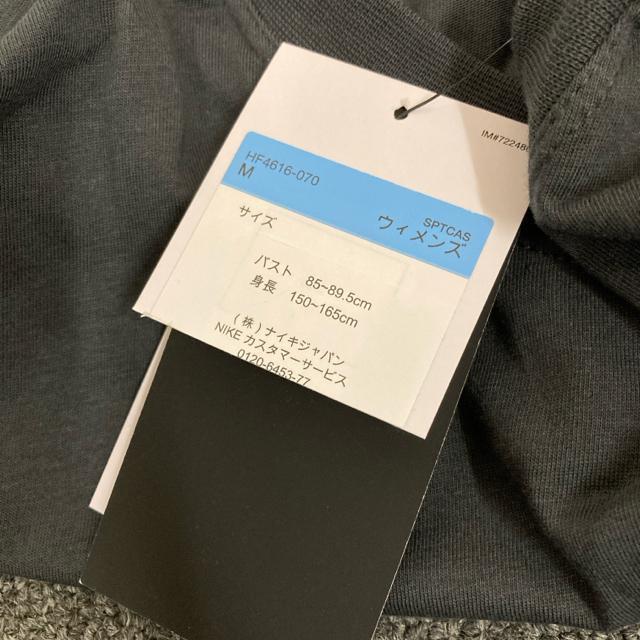 IM#72248
HF4616-070
M
SPTCAS
ウィメンズ
サイズ
バスト 85~89.5cm
身長 150~165cm
(株)ナイキジャパン
NIKE カスタマーサービス
0120-6453-77